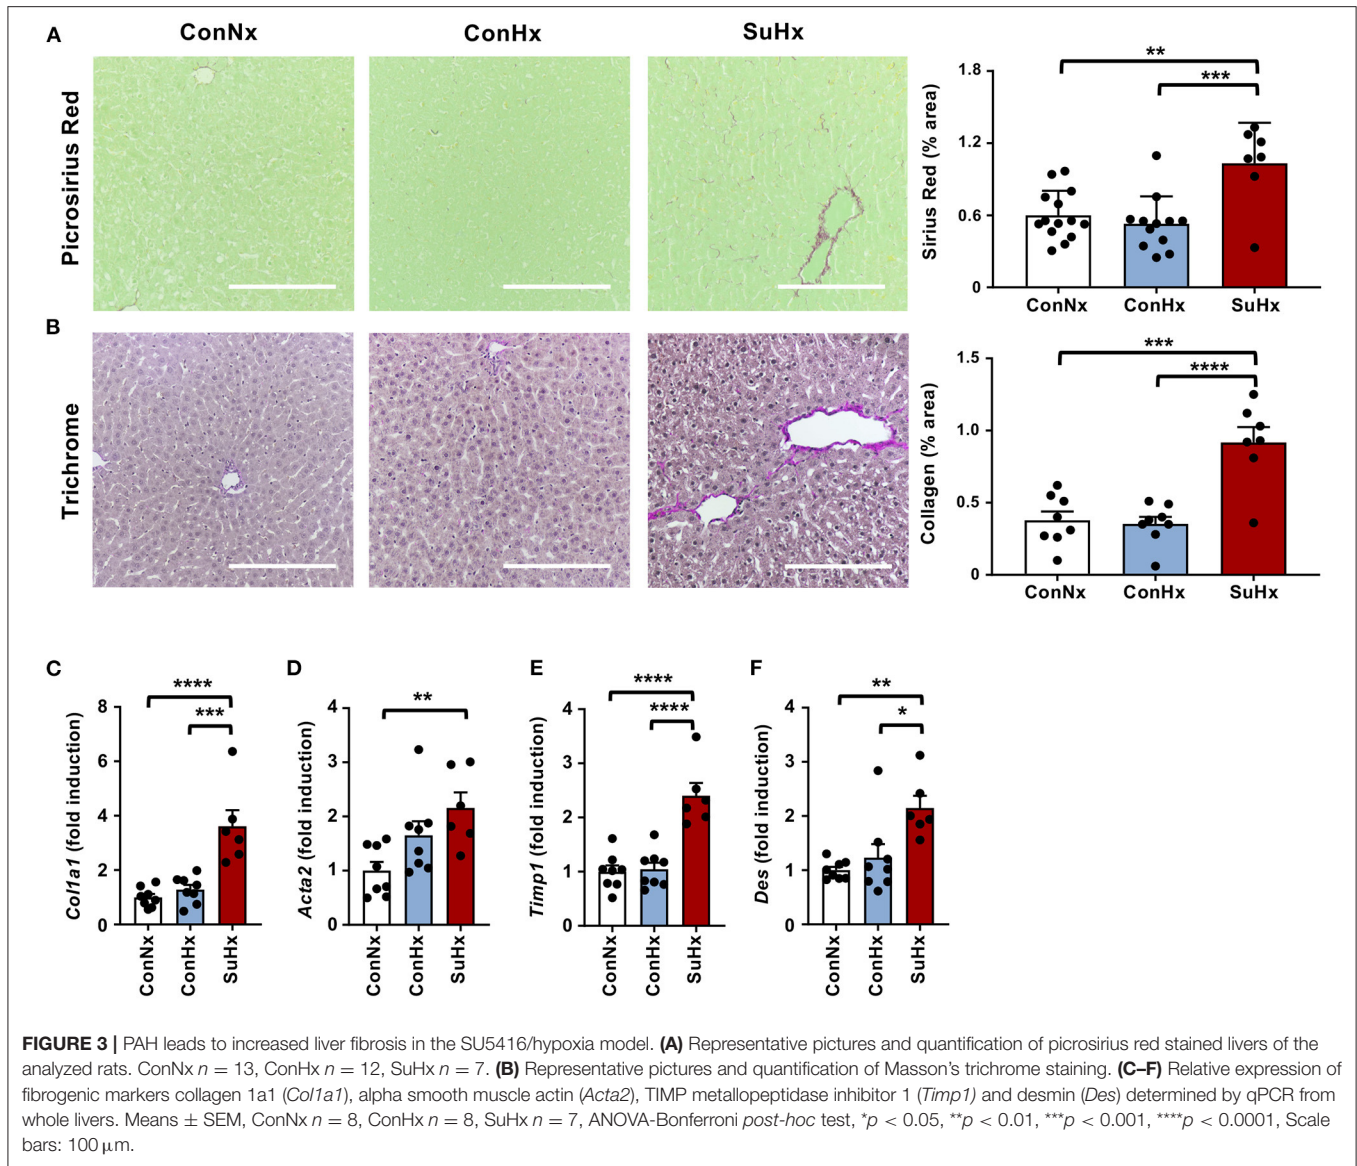 A
ConNx
ConHx
SuHx
Picrosirius Red
Sirius Red (% area)
1.8
1.2
0.6
0
**
***
ConNx
ConHx
SuHx
B
Trichrome
Collagen (% area)
1.5
1.0
0.5
0
***
****
ConNx
ConHx
SuHx
C
Col1a1 (fold induction)
8
6
4
2
0
****
***
ConNx
ConHx
SuHx
D
Acta2 (fold induction)
4
3
2
1
0
**
ConNx
ConHx
SuHx
E
Timp1 (fold induction)
4
3
2
1
0
****
****
ConNx
ConHx
SuHx
F
Des (fold induction)
4
3
2
1
0
**
*
ConNx
ConHx
SuHx
FIGURE 3 | PAH leads to increased liver fibrosis in the SU5416/hypoxia model. (A) Representative pictures and quantification of picrosirius red stained livers of the
analyzed rats. ConNx n = 13, ConHx n = 12, SuHx n = 7. (B) Representative pictures and quantification of Masson's trichrome staining. (C–F) Relative expression of
fibrogenic markers collagen 1a1 (Col1a1), alpha smooth muscle actin (Acta2), TIMP metallopeptidase inhibitor 1 (Timp1) and desmin (Des) determined by qPCR from
whole livers. Means ± SEM, ConNx n = 8, ConHx n = 8, SuHx n = 7, ANOVA-Bonferroni post-hoc test, *p < 0.05, **p < 0.01, ***p < 0.001, ****p < 0.0001, Scale
bars: 100 μm.